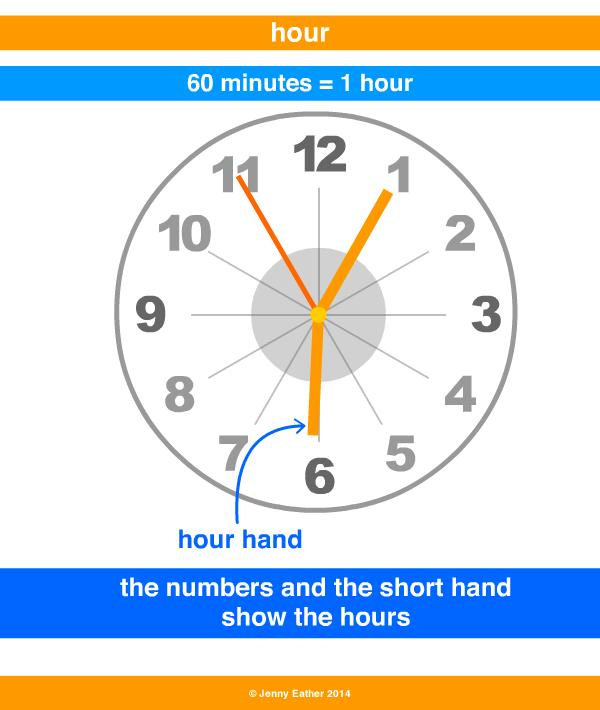 hour
60 minutes = 1 hour
12
11
1
10
2
9
3
8
4
7
5
6
hour hand
the numbers and the short hand
show the hours
© Jenny Eather 2014